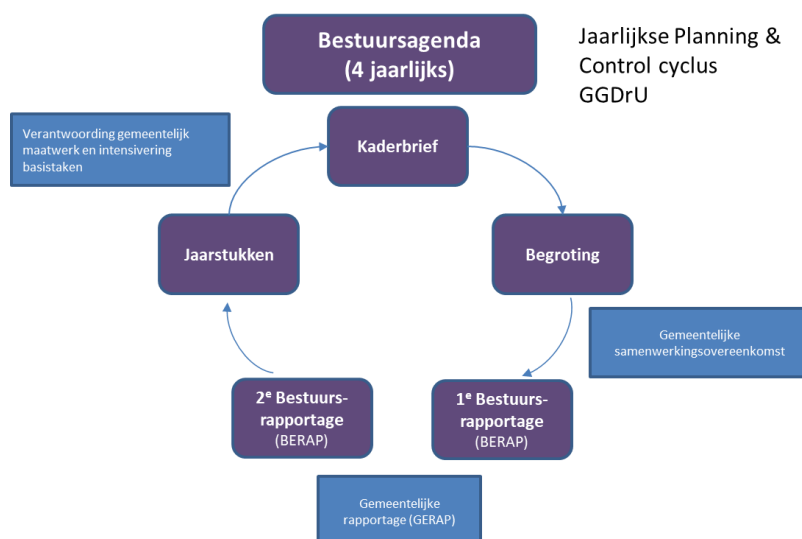 Bestuursagenda
(4 jaarlijks)
Jaarlijkse Planning &
Control cyclus
GGDrU
Verantwoording gemeentelijk
maatwerk en intensivering
basistaken
Kaderbrief
Jaarstukken
Begroting
Gemeentelijke
samenwerkingsovereenkomst
2e Bestuurs-
rapportage
(BERAP)
1e Bestuurs-
rapportage
(BERAP)
Gemeentelijke
rapportage (GERAP)